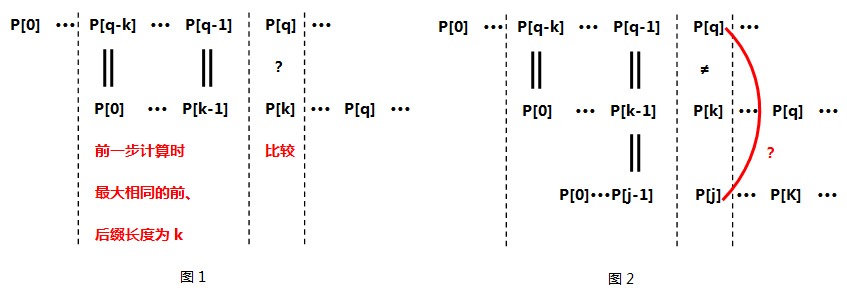 P[0] ••• P[q-k] ••• P[q-1] P[q] •••
?
P[0] ••• P[k-1] P[k] ••• P[q] •••
前一步计算时 比较
最大相同的前、
后缀长度为 k
图 1
P[0] ••• P[q-k] ••• P[q-1] P[q] •••
≠
P[0] ••• P[k-1] P[k] ••• P[q] •••
?
P[0]•••P[j-1] P[j] ••• P[K] •••
图 2